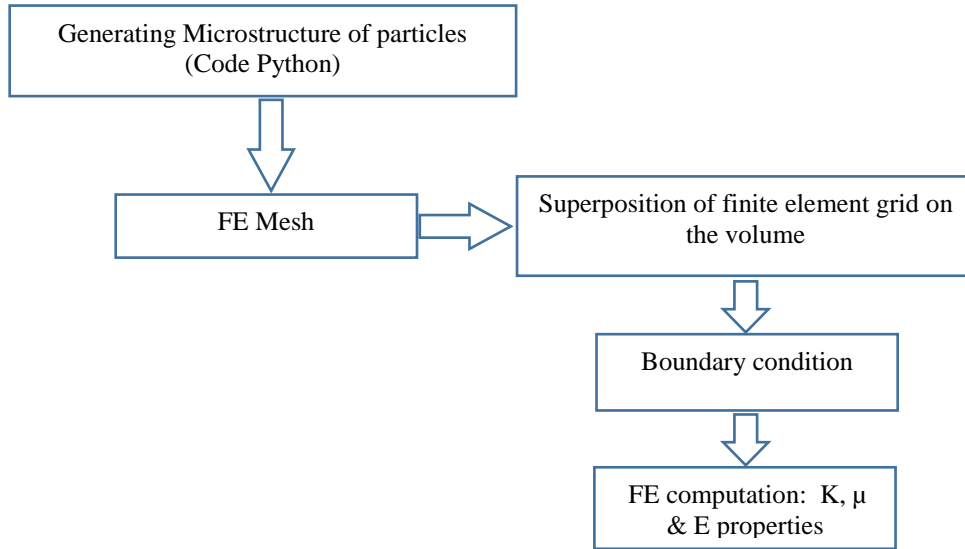 Generating Microstructure of particles
(Code Python)
FE Mesh
Superposition of finite element grid on
the volume
Boundary condition
FE computation:  K, µ
& E properties